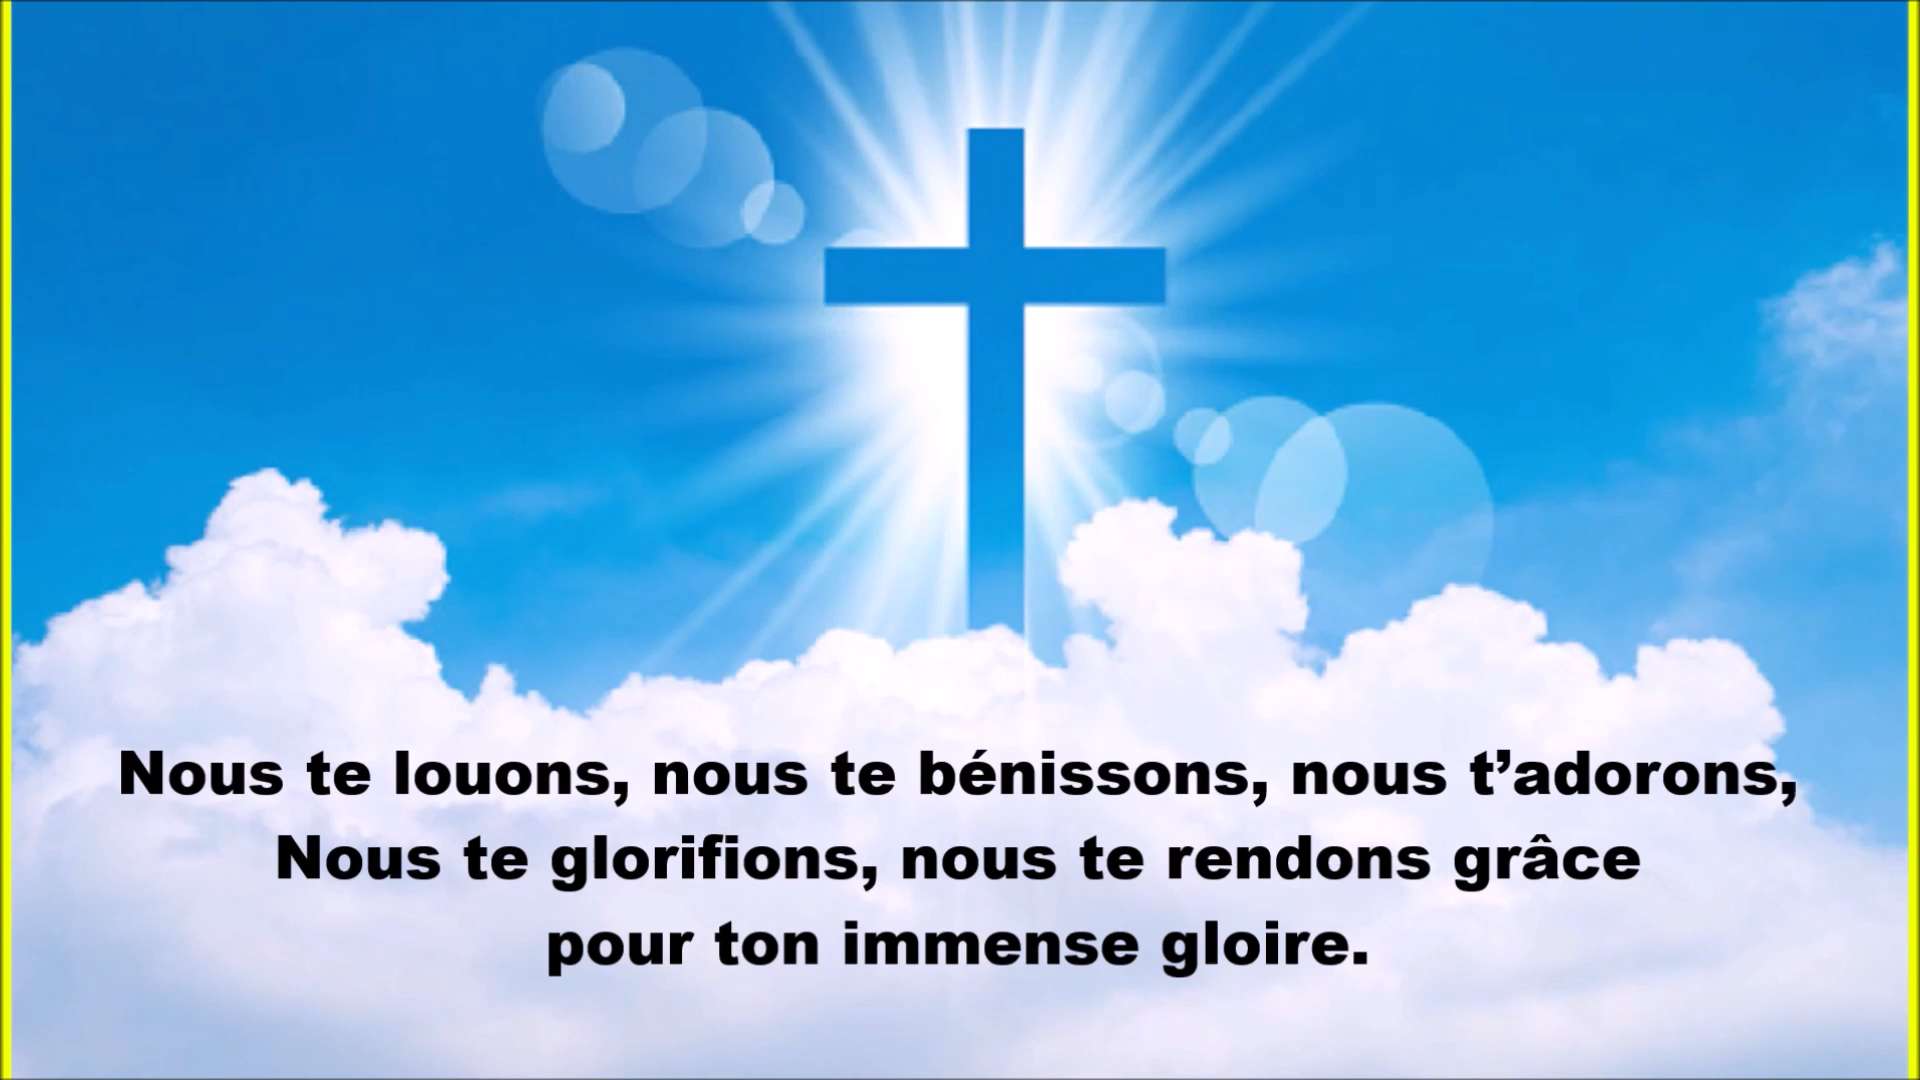 Nous te louons, nous te bénissons, nous t’adorons,
Nous te glorifions, nous te rendons grâce
pour ton immense gloire.